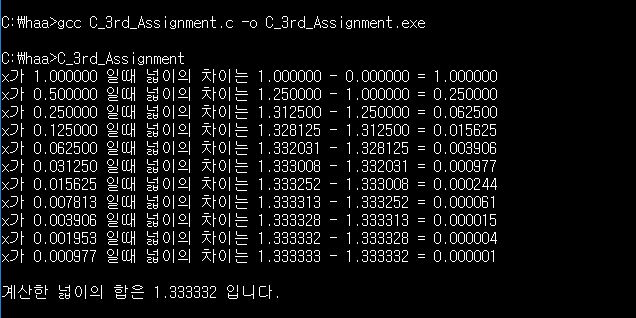 C:\haa>gcc C_3rd_Assignment.c -o C_3rd_Assignment.exe
C:\haa>C_3rd_Assignment
x가 1.000000 일때 넓이의 차이는 1.000000 - 0.000000 = 1.000000
x가 0.500000 일때 넓이의 차이는 1.250000 - 1.000000 = 0.250000
x가 0.250000 일때 넓이의 차이는 1.312500 - 1.250000 = 0.062500
x가 0.125000 일때 넓이의 차이는 1.328125 - 1.312500 = 0.015625
x가 0.062500 일때 넓이의 차이는 1.332031 - 1.328125 = 0.003906
x가 0.031250 일때 넓이의 차이는 1.333008 - 1.332031 = 0.000977
x가 0.015625 일때 넓이의 차이는 1.333252 - 1.333008 = 0.000244
x가 0.007813 일때 넓이의 차이는 1.333313 - 1.333252 = 0.000061
x가 0.003906 일때 넓이의 차이는 1.333328 - 1.333313 = 0.000015
x가 0.001953 일때 넓이의 차이는 1.333332 - 1.333328 = 0.000004
x가 0.000977 일때 넓이의 차이는 1.333333 - 1.333332 = 0.000001
계산한 넓이의 합은 1.333332 입니다.